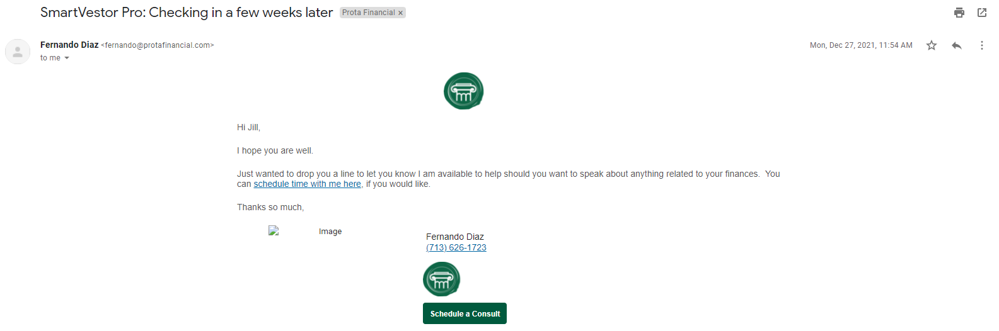 SmartVestor Pro: Checking in a few weeks later Prota Financial ×
Fernando Diaz <fernando@protafinancial.com> Mon, Dec 27, 2021, 11:54 AM
to me
Hi Jill,
I hope you are well.
Just wanted to drop you a line to let you know I am available to help should you want to speak about anything related to your finances.  You
can schedule time with me here, if you would like.
Thanks so much,
Image
Fernando Diaz
(713) 626-1723
Schedule a Consult